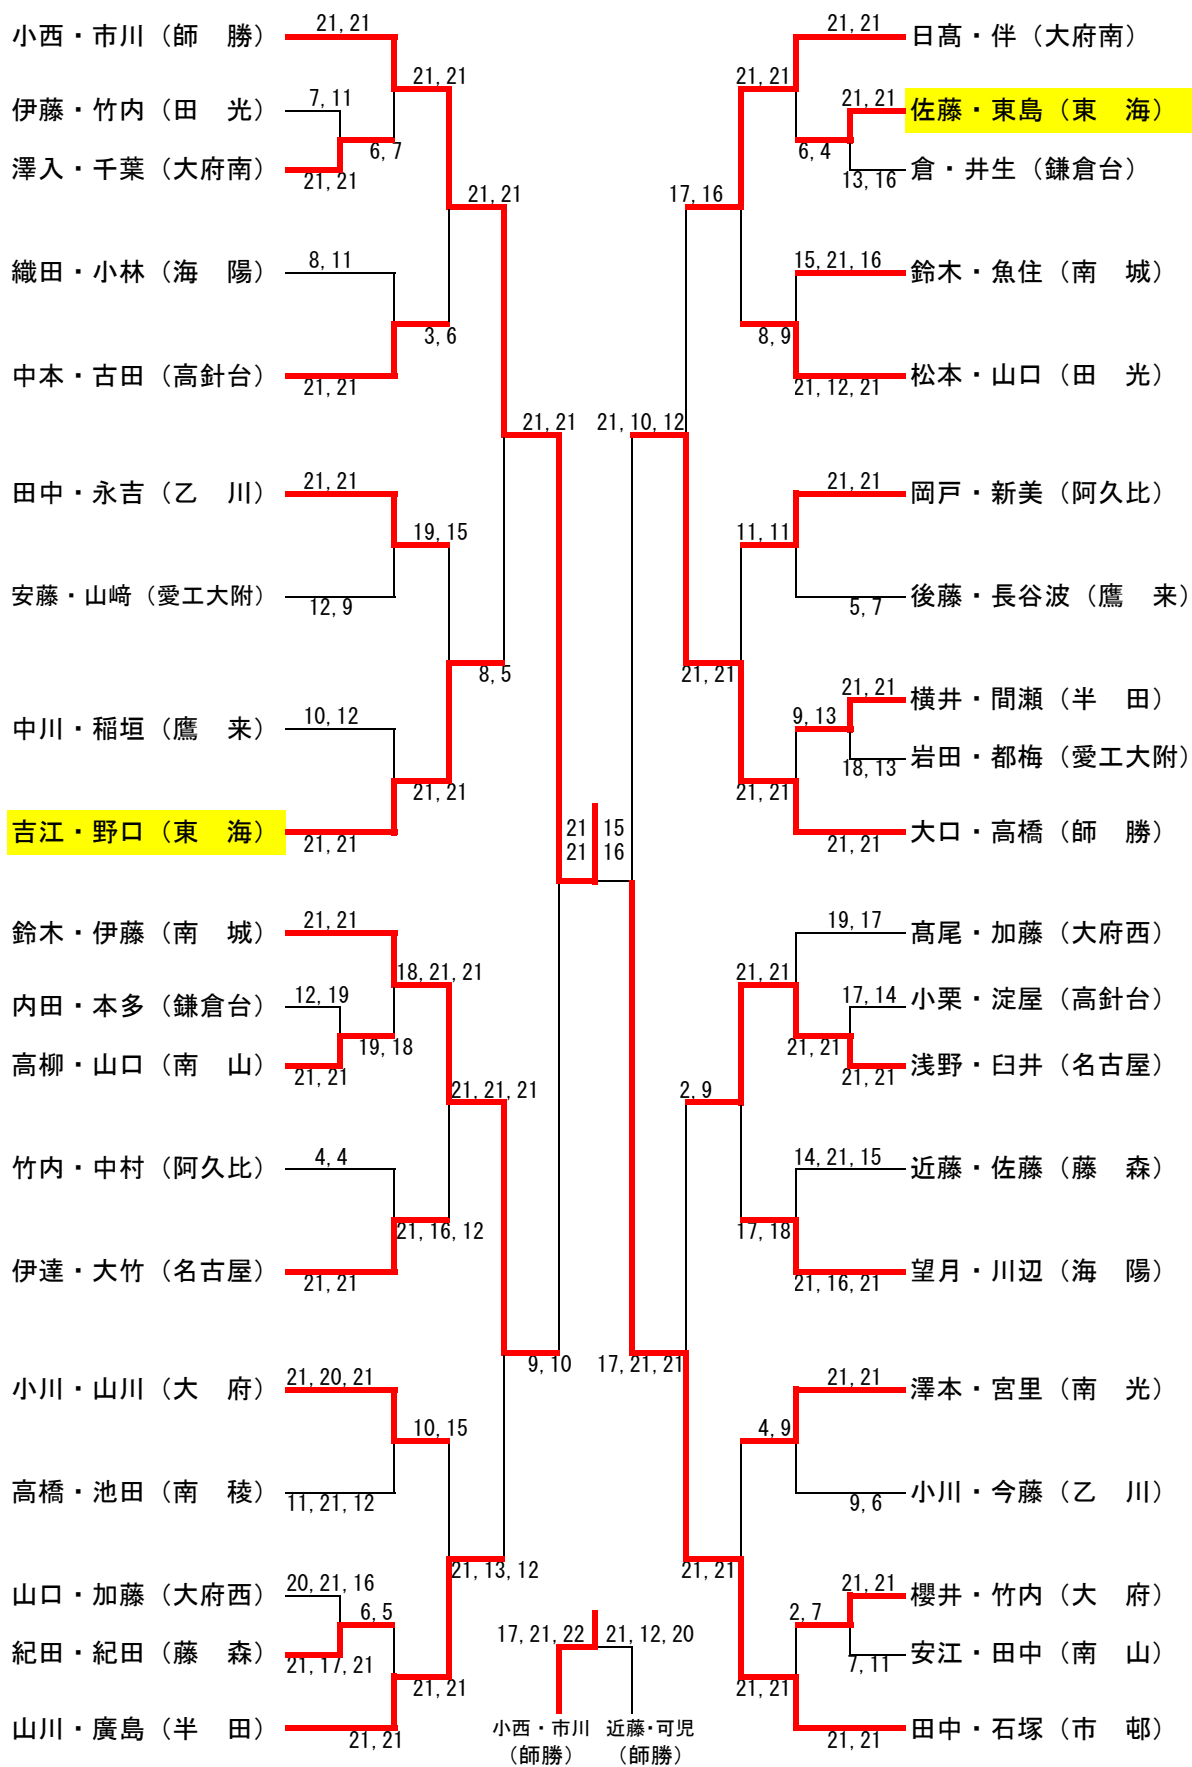 小西・市川（師　勝）
21, 21
21, 21
伊藤・竹内（田　光）
7, 11
6, 7
澤入・千葉（大府南）
21, 21
21, 21
織田・小林（海　陽）
8, 11
3, 6
中本・古田（高針台）
21, 21
21, 21
田中・永吉（乙　川）
21, 21
19, 15
安藤・山﨑（愛工大附）
12, 9
8, 5
中川・稲垣（鷹　来）
10, 12
21, 21
吉江・野口（東　海）
21, 21
鈴木・伊藤（南　城）
21, 21
18, 21, 21
内田・本多（鎌倉台）
12, 19
19, 18
高柳・山口（南　山）
21, 21
21, 21, 21
竹内・中村（阿久比）
4, 4
21, 16, 12
伊達・大竹（名古屋）
21, 21
9, 10
小川・山川（大　府）
21, 20, 21
10, 15
高橋・池田（南　稜）
11, 21, 12
21, 13, 12
山口・加藤（大府西）
20, 21, 16
6, 5
紀田・紀田（藤　森）
21, 17, 21
21, 21
山川・廣島（半　田）
21, 21
21
21
15
16
21, 21
日髙・伴（大府南）
21, 21
21, 21
佐藤・東島（東　海）
6, 4
13, 16
倉・井生（鎌倉台）
17, 16
15, 21, 16
鈴木・魚住（南　城）
8, 9
21, 12, 21
松本・山口（田　光）
21, 10, 12
21, 21
岡戸・新美（阿久比）
11, 11
5, 7
後藤・長谷波（鷹　来）
21, 21
21, 21
横井・間瀬（半　田）
9, 13
18, 13
岩田・都梅（愛工大附）
21, 21
21, 21
大口・高橋（師　勝）
19, 17
髙尾・加藤（大府西）
21, 21
17, 14
小栗・淀屋（高針台）
21, 21
21, 21
浅野・臼井（名古屋）
2, 9
14, 21, 15
近藤・佐藤（藤　森）
17, 18
21, 16, 21
望月・川辺（海　陽）
17, 21, 21
21, 21
澤本・宮里（南　光）
4, 9
9, 6
小川・今藤（乙　川）
21, 21
21, 21
櫻井・竹内（大　府）
2, 7
7, 11
安江・田中（南　山）
21, 21
21, 21
田中・石塚（市　邨）
17, 21, 22
21, 12, 20
小西・市川
（師勝）
近藤・可児
（師勝）